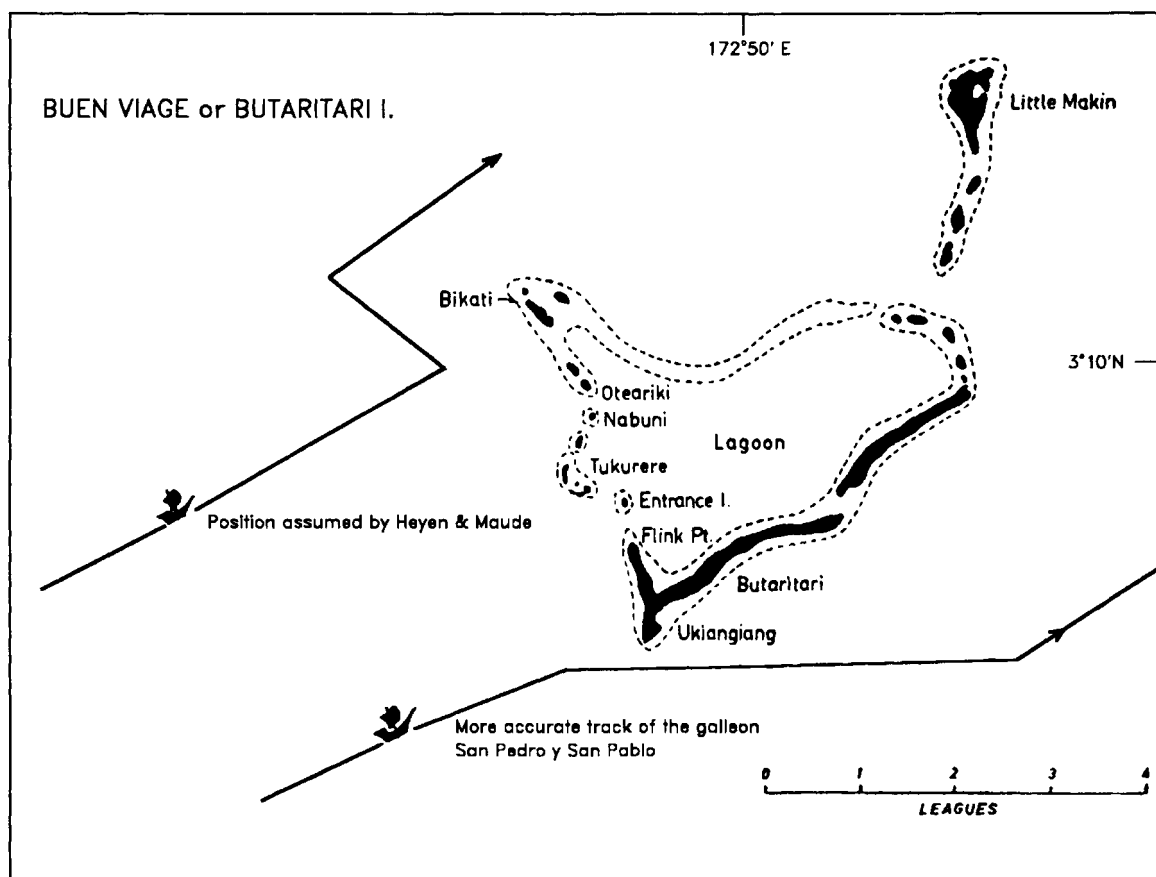 172°50' E
BUEN VIAGE or BUTARITARI I.
Little Makin
Bikati
3°10'N
Oteariki
Nabuni
Lagoon
Tukurere
Entrance I.
Position assumed by Heyen & Maude
Flink Pt.
Butaritari
Ukiangiang
More accurate track of the galleon
San Pedro y San Pablo
0 1 2 3 4
LEAGUES